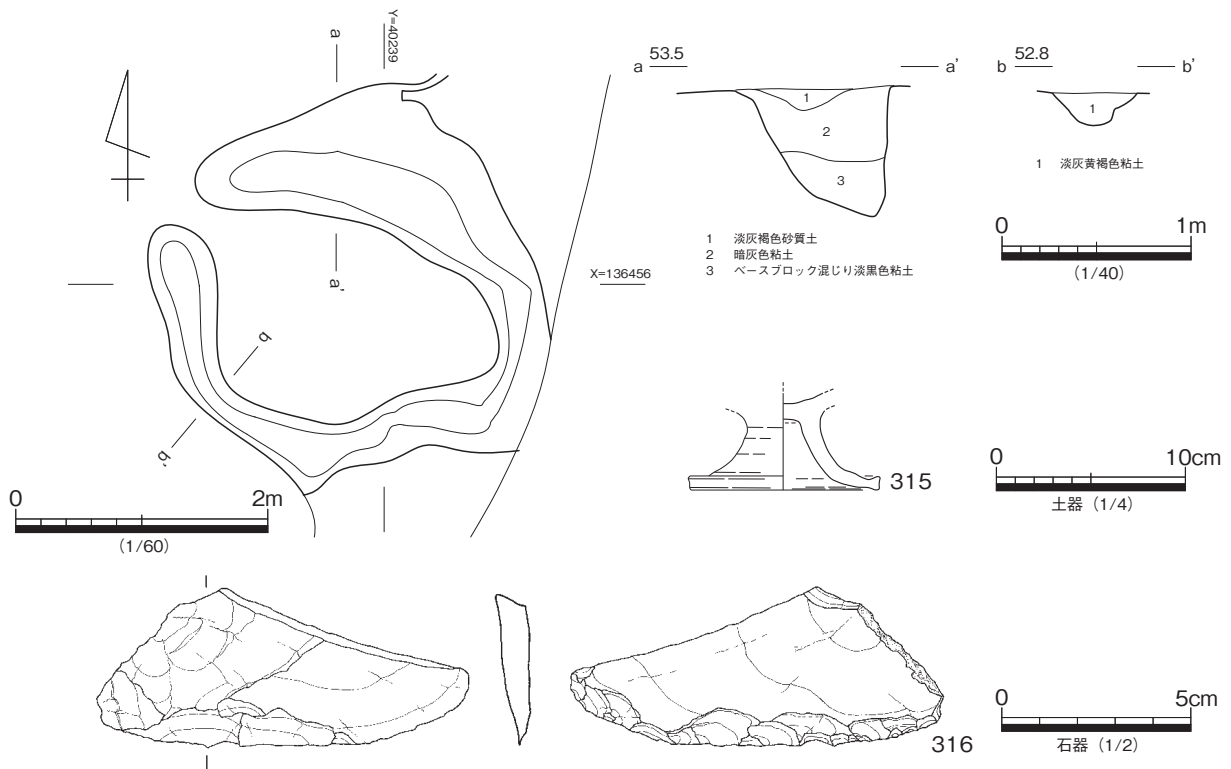 a
Y=40239
a'
b
b'
X=136456
0 2m
(1/60)
a 53.5 a'
1
2
3
1 淡灰褐色砂質土
2 暗灰色粘土
3 ベースブロック混じり淡黒色粘土
b 52.8 b'
1
1 淡灰黄褐色粘土
0 1m
(1/40)
315
0 10cm
土器（1/4）
316
0 5cm
石器（1/2）